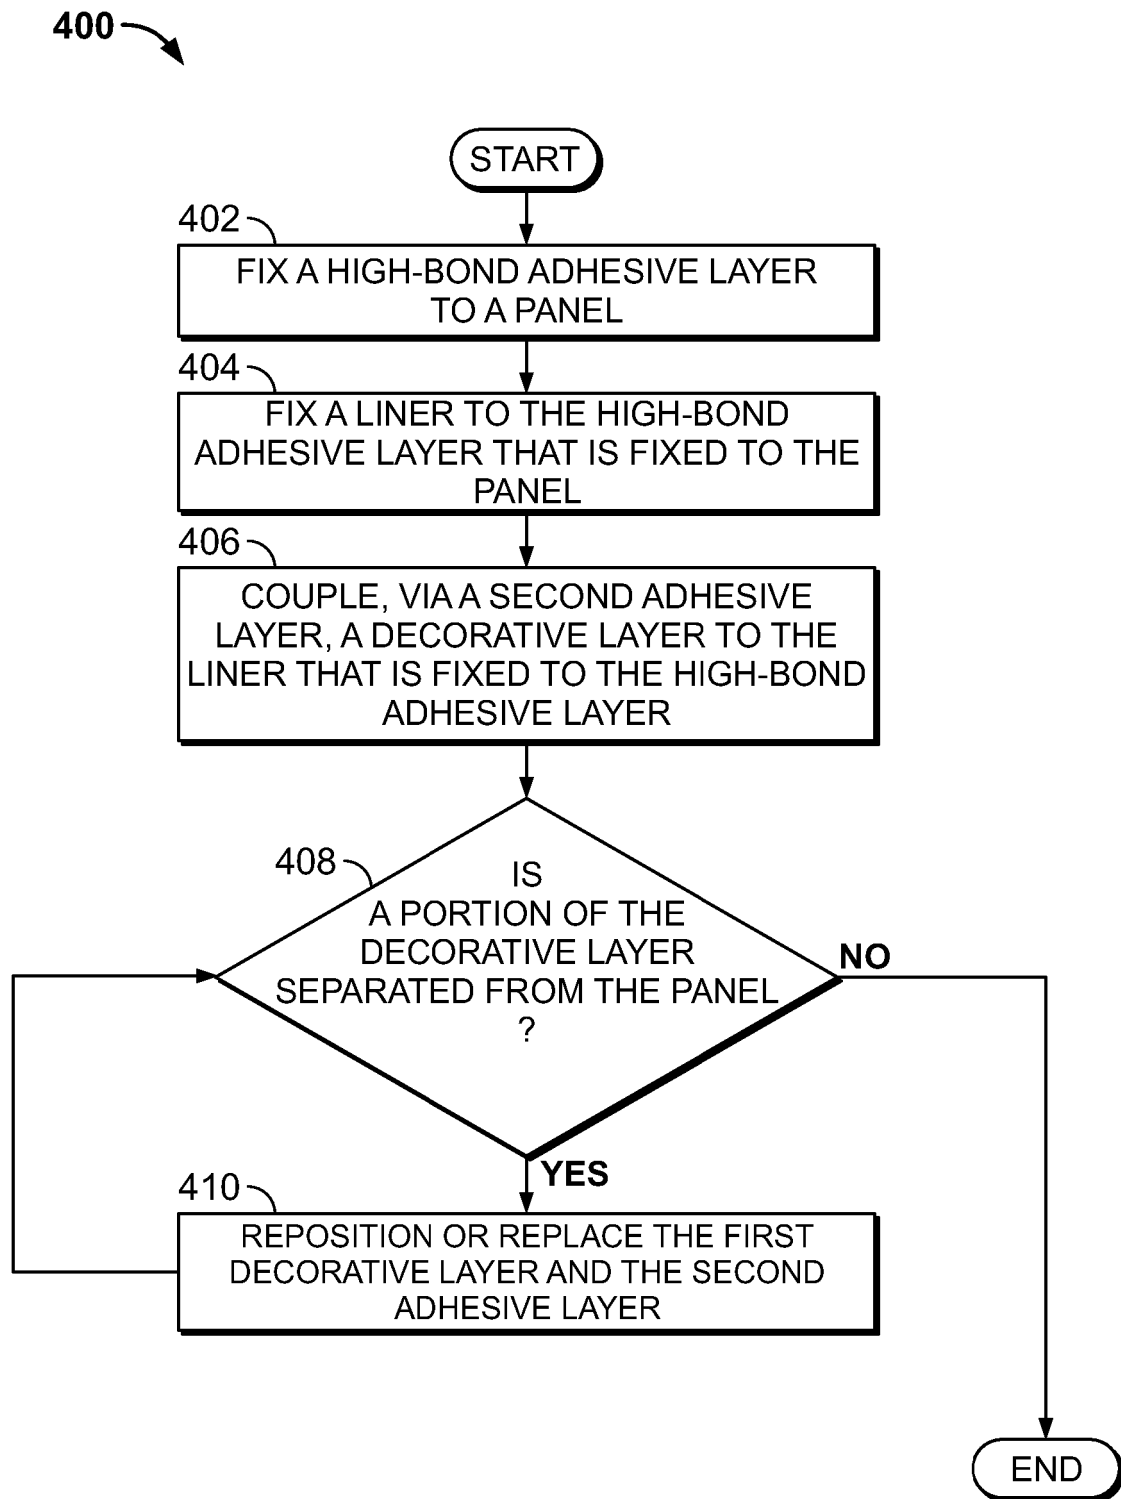 400
START
402
FIX A HIGH-BOND ADHESIVE LAYER
TO A PANEL
404
FIX A LINER TO THE HIGH-BOND
ADHESIVE LAYER THAT IS FIXED TO THE
PANEL
406
COUPLE, VIA A SECOND ADHESIVE
LAYER, A DECORATIVE LAYER TO THE
LINER THAT IS FIXED TO THE HIGH-BOND
ADHESIVE LAYER
408
IS
A PORTION OF THE
DECORATIVE LAYER
SEPARATED FROM THE PANEL
?
NO
YES
410
REPOSITION OR REPLACE THE FIRST
DECORATIVE LAYER AND THE SECOND
ADHESIVE LAYER
END